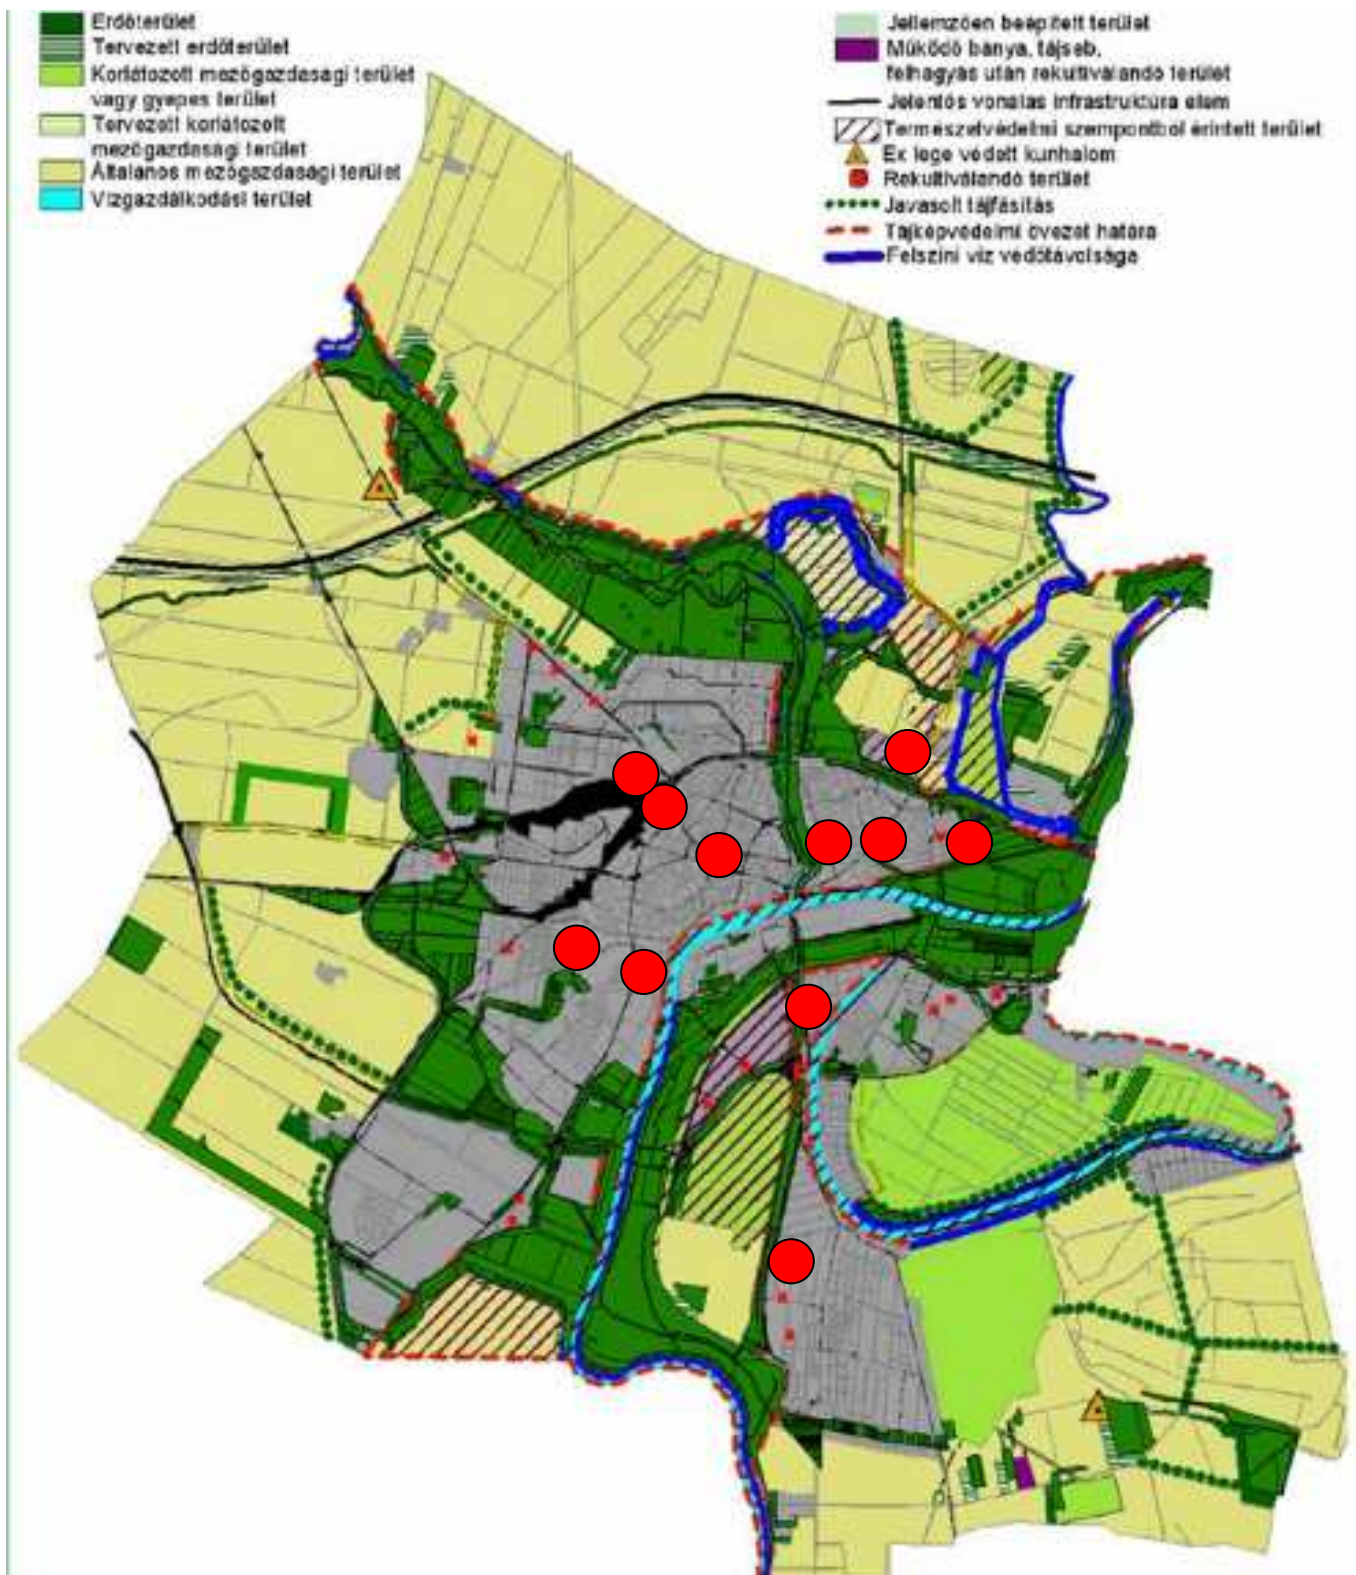 Erdőterület
Tervezett erdőterület
Korlátozott mezőgazdasági terület
vagy gyepes terület
Tervezett korlátozott
mezőgazdasági terület
Általános mezőgazdasági terület
Vízgazdálkodási terület
Jellemzően beépített terület
Működő bánya, tájseb,
felhagyás után rekultiválandó terület
Jelentős vonalas infrastruktúra elem
Természetvédelmi szempontból érintett terület
Ex lege védett kunhalom
Rekultiválandó terület
Javasolt tájfásítás
Tájképvédelmi övezet határa
Felszíni víz védőtávolsága